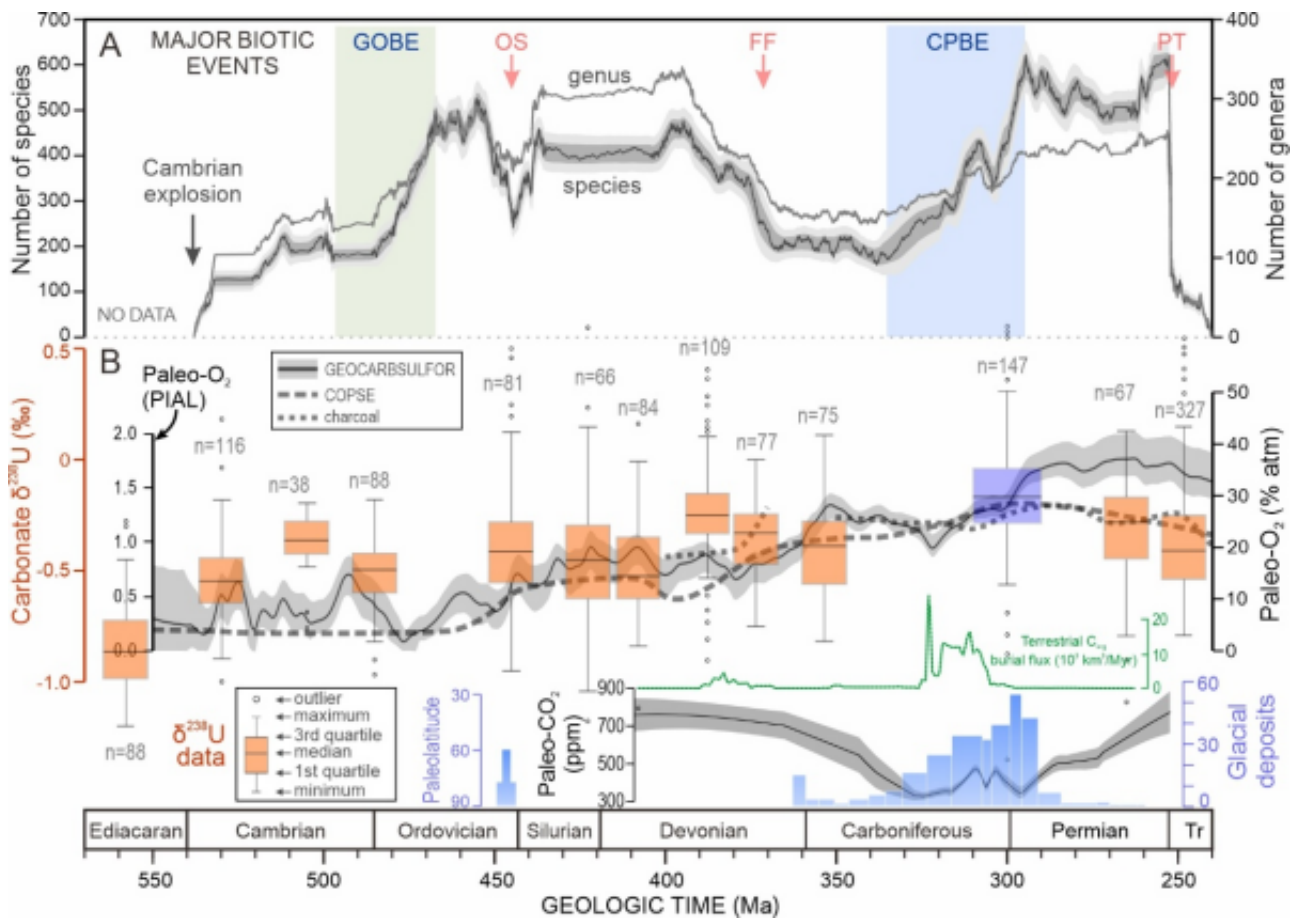 A
MAJOR BIOTIC
EVENTS
GOBE
OS
FF
CPBE
PT
Number of species
700
600
500
400
300
200
100
0
Number of genera
400
300
200
100
0
genus
species
Cambrian
explosion
NO DATA
B
Carbonate δ²³⁸U (‰)
0.5
0
-0.5
-1.0
Paleo-O₂
(PIAL)
2.0
1.5
1.0
0.5
0.0
GEOCARBSULFOR
COPSE
charcoal
Paleo-O₂ (% atm)
50
40
30
20
10
0
n=88
n=116
n=38
n=88
n=81
n=66
n=84
n=109
n=77
n=75
n=147
n=67
n=327
δ²³⁸U
data
outlier
maximum
3rd quartile
median
1st quartile
minimum
Paleolatitude
30
60
90
Paleo-CO₂
(ppm)
900
700
500
300
Terrestrial C
burial flux (10³ km³/Myr)
20
10
0
Glacial
deposits
60
30
0
Ediacaran
Cambrian
Ordovician
Silurian
Devonian
Carboniferous
Permian
Tr
550
500
450
400
350
300
250
GEOLOGIC TIME (Ma)